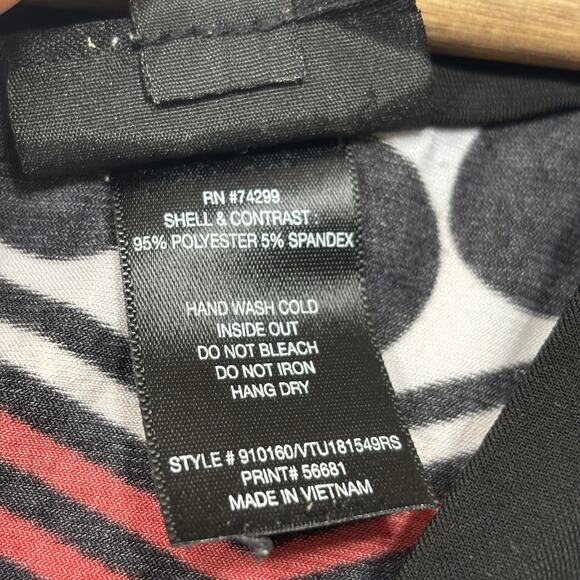 RN #74299
SHELL & CONTRAST :
95% POLYESTER 5% SPANDEX
HAND WASH COLD
INSIDE OUT
DO NOT BLEACH
DO NOT IRON
HANG DRY
STYLE # 910160/VTU181549RS
PRINT# 56681
MADE IN VIETNAM